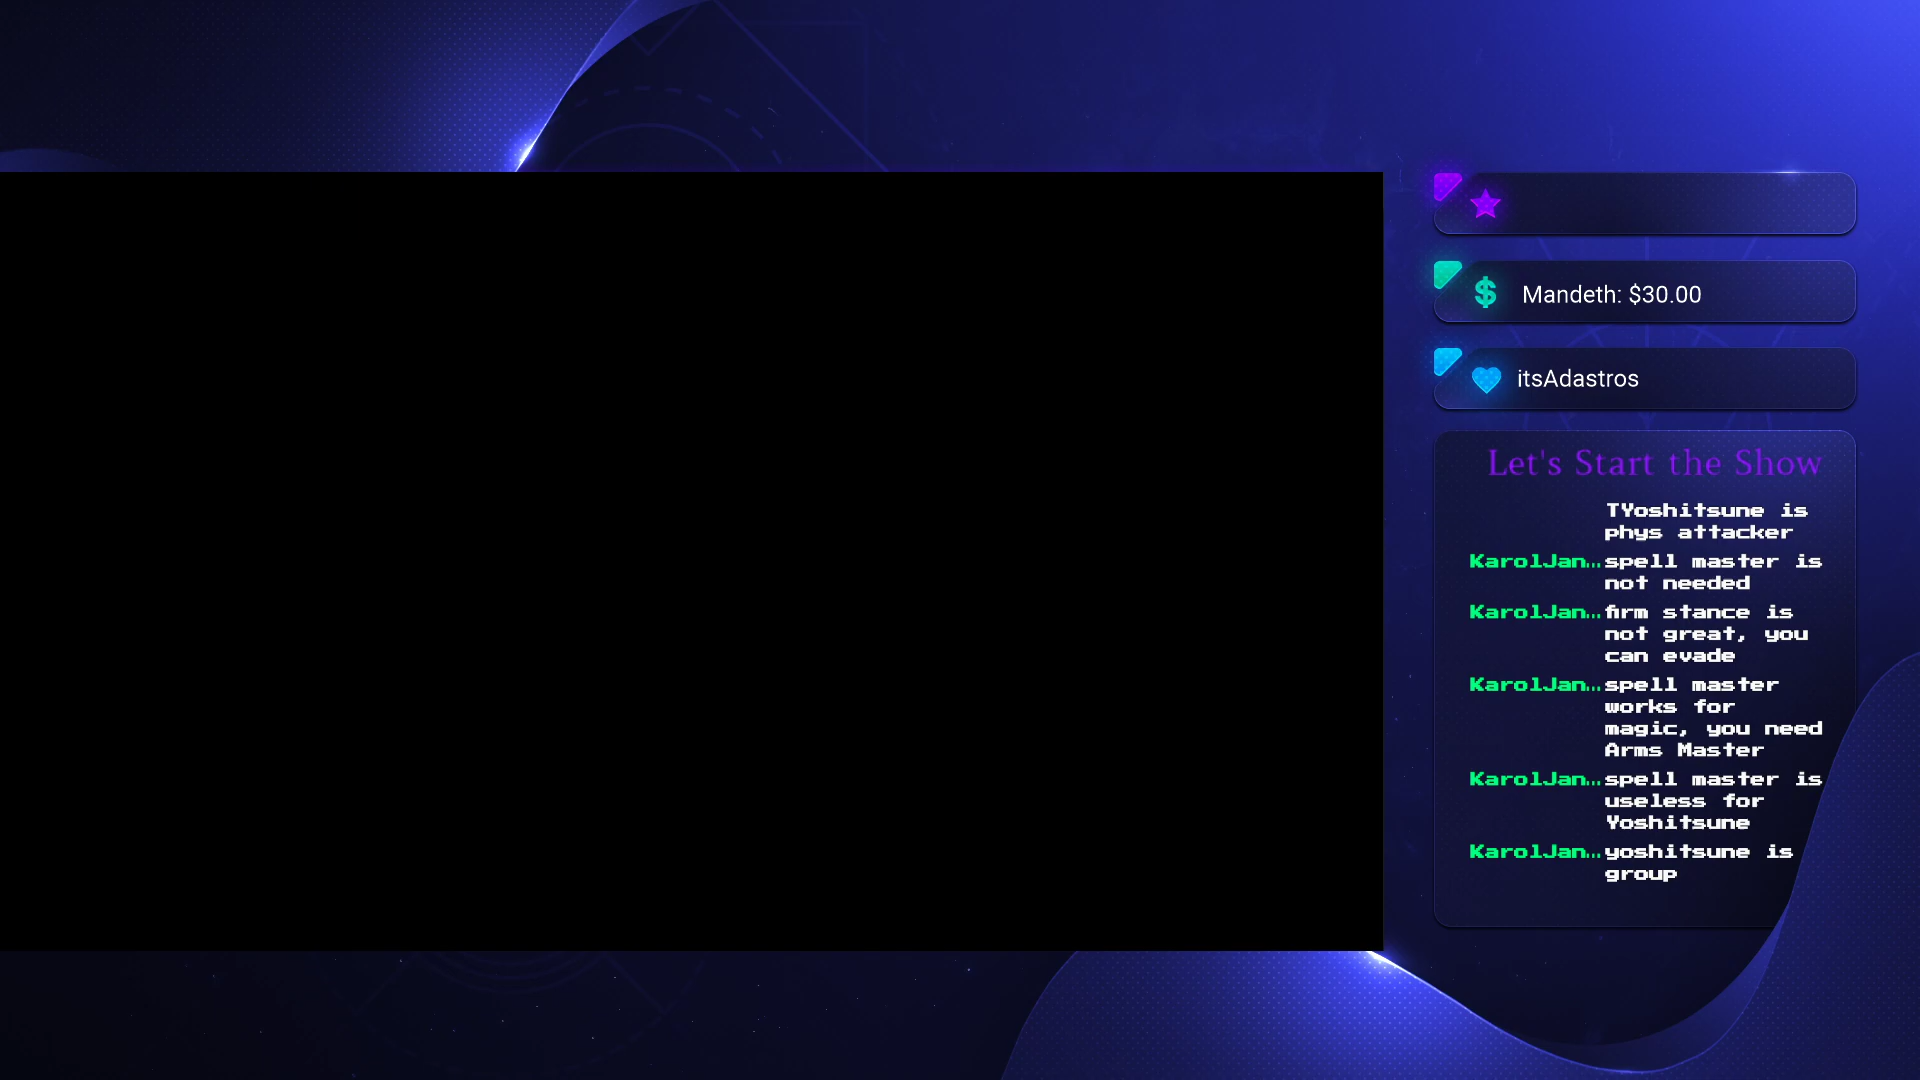 Mandeth: $30.00
itsAdastros
Let's Start the Show
TYoshitsune is
phys attacker
KarolJan… spell master is
not needed
KarolJan… firm stance is
not great, you
can evade
KarolJan… spell master
works for
magic, you need
Arms Master
KarolJan… spell master is
useless for
Yoshitsune
KarolJan… yoshitsune is
group